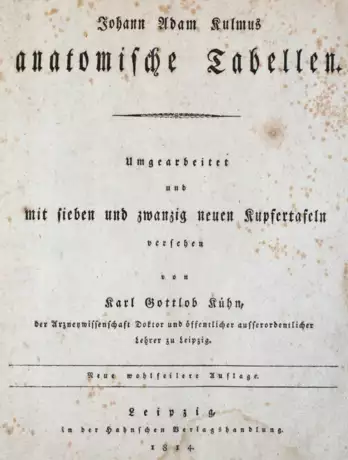 Johann Adam Kulmus
anatomische Tabellen.
Umgearbeitet
und
mit sieben und zwanzig neuen Kupfertafeln
versehen
von
Karl Gottlob Kühn,
der Arzneywissenschaft Doktor und öffentlicher ausserordentlicher
Lehrer zu Leipzig.
Neue wohlfeilere Auflage.
Leipzig,
in der Hahnschen Verlagshandlung.
1814